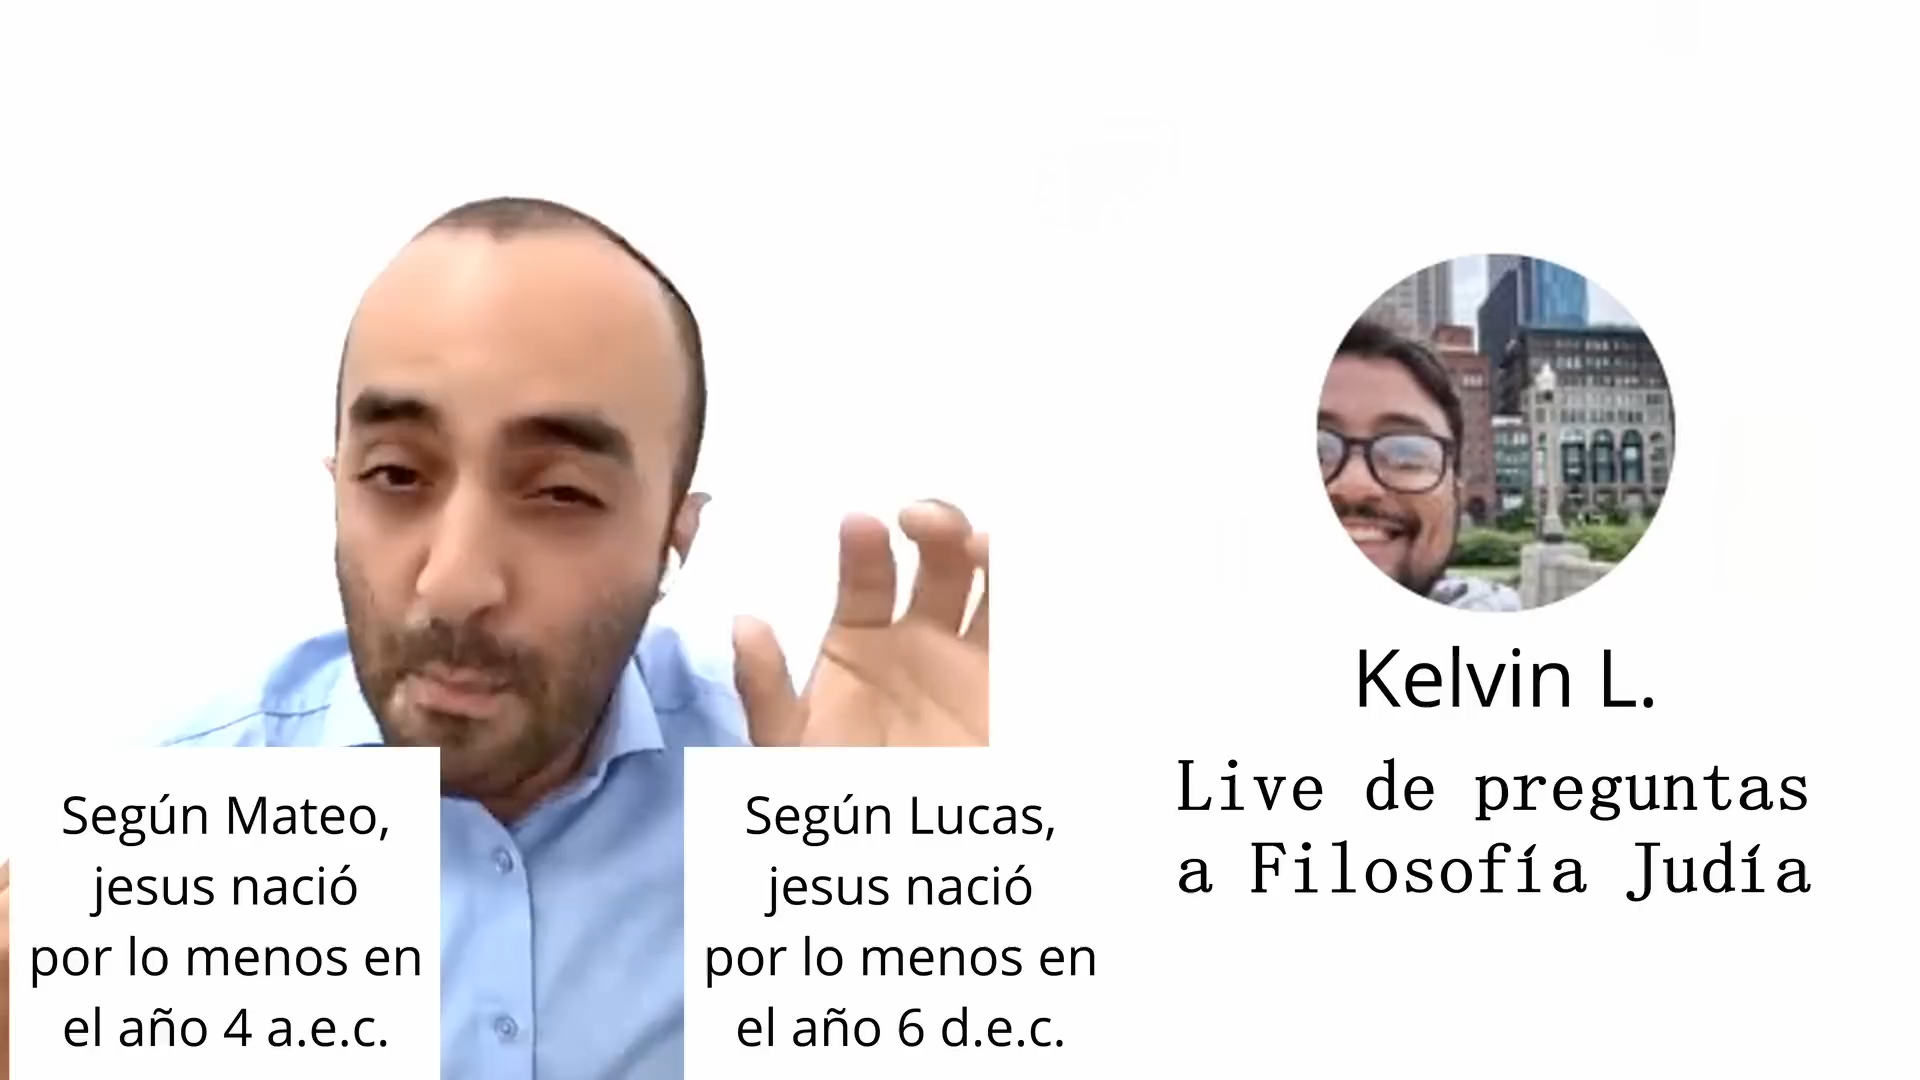 Según Mateo,
jesus nació
por lo menos en
el año 4 a.e.c.
Según Lucas,
jesus nació
por lo menos en
el año 6 d.e.c.
Kelvin L.
Live de preguntas
a Filosofía Judía